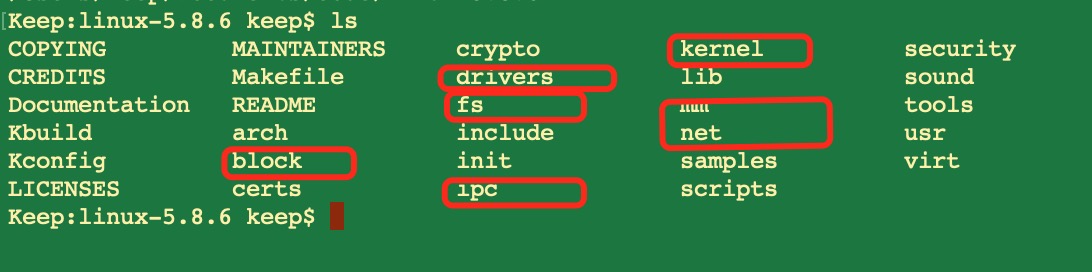 [Keep:linux-5.8.6 keep$ ls
COPYING MAINTAINERS crypto kernel security
CREDITS Makefile drivers lib sound
Documentation README fs mm tools
Kbuild arch include net usr
Kconfig block init samples virt
LICENSES certs ipc scripts
Keep:linux-5.8.6 keep$